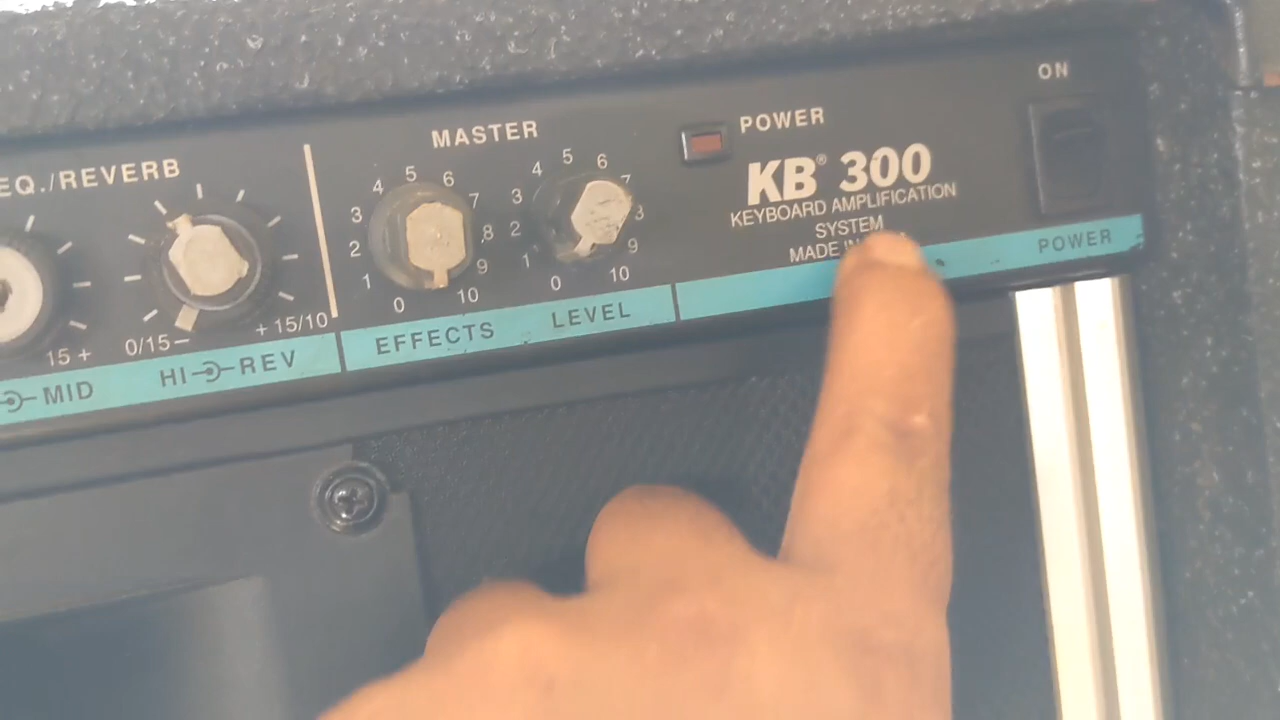 EQ./REVERB
MASTER
POWER
ON
KB® 300
KEYBOARD AMPLIFICATION
SYSTEM
MADE IN
4 5 6
3 7
2 8
1 9
0 10
4 5 6
3 7
2 8
1 9
0 10
15 +
0/15 –
+ 15/10
MID
HI REV
EFFECTS
LEVEL
POWER